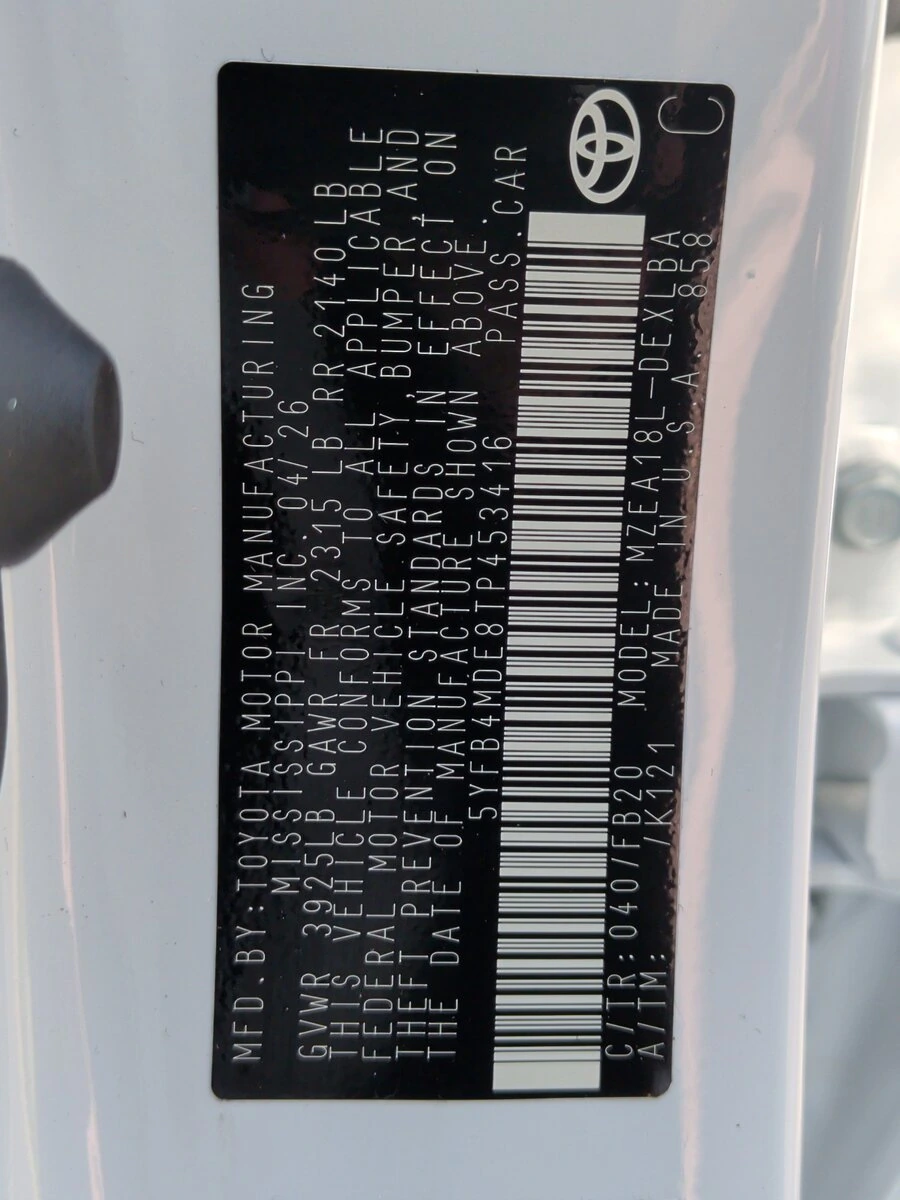 MFD.BY:TOYOTA MOTOR MANUFACTURING
MISSISSIPPI INC. 04/26
GVWR 3925LB GAWR FR 2315 LB RR 2140 LB
THIS VEHICLE CONFORMS TO ALL APPLICABLE
FEDERAL MOTOR VEHICLE SAFETY, BUMPER, AND
THEFT PREVENTION STANDARDS IN EFFECT ON
THE DATE OF MANUFACTURE SHOWN ABOVE.
5YFB4MDE8TP453416 PASS.CAR
C/TR:040/FB20 MODEL:MZEA18L-DEXLBA
A/TM: /K121 MADE IN U.S.A. 858
C